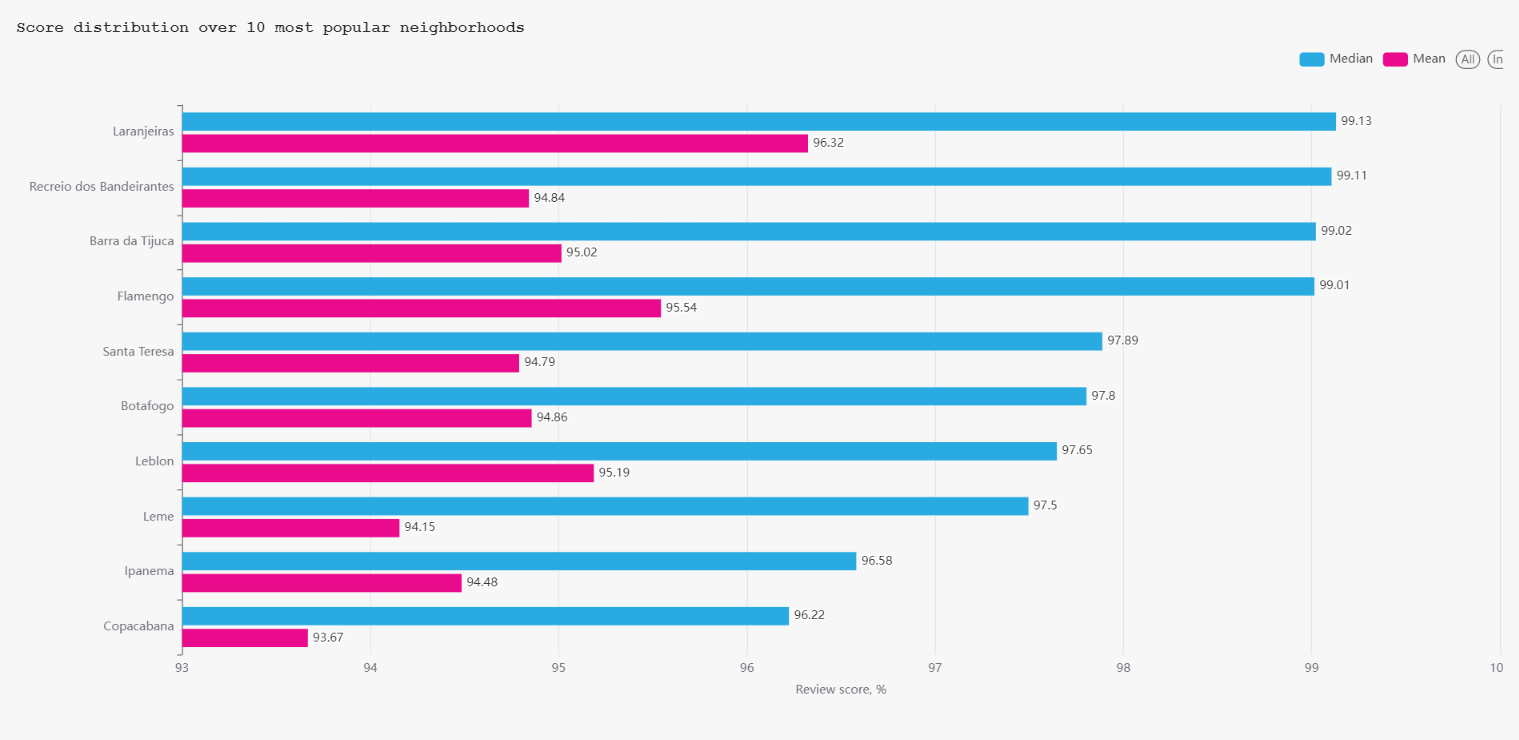 Score distribution over 10 most popular neighborhoods
Median Mean All In
Laranjeiras 99.13
96.32
Recreio dos Bandeirantes 99.11
94.84
Barra da Tijuca 99.02
95.02
Flamengo 99.01
95.54
Santa Teresa 97.89
94.79
Botafogo 97.8
94.86
Leblon 97.65
95.19
Leme 97.5
94.15
Ipanema 96.58
94.48
Copacabana 96.22
93.67
93 94 95 96 97 98 99 10
Review score, %